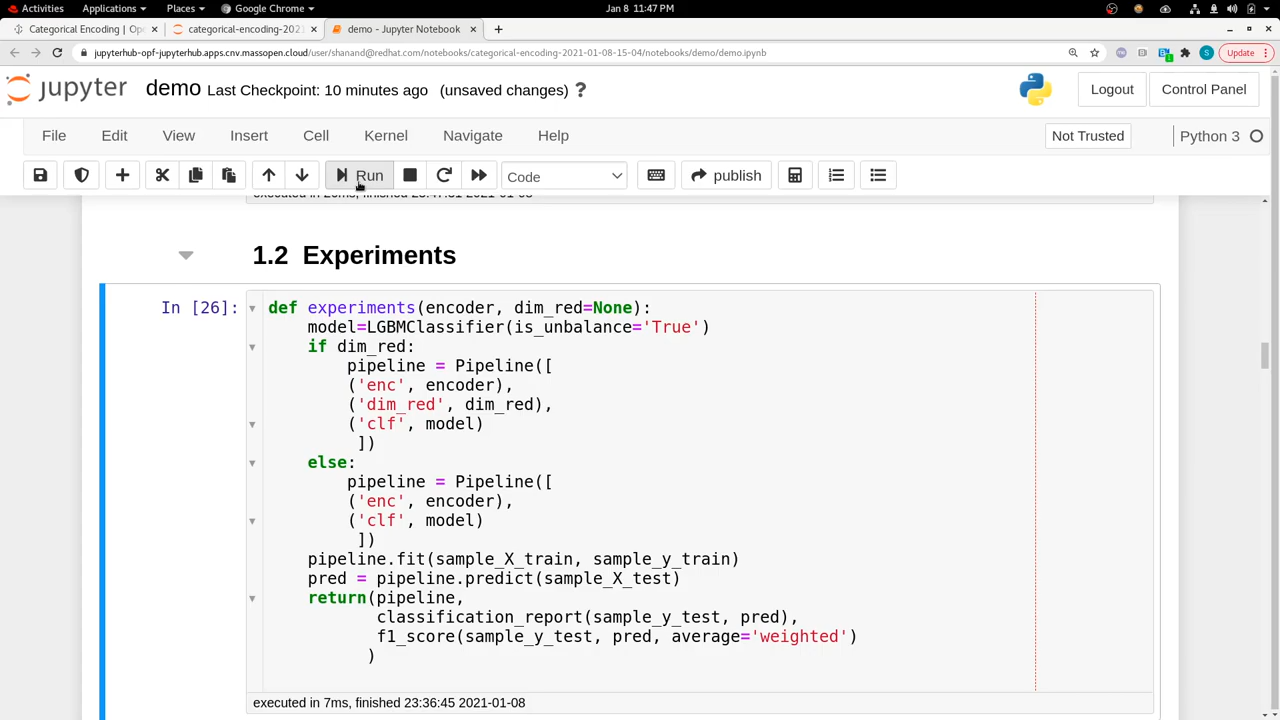 Activities Applications Places Google Chrome Jan 8 11:47 PM
Categorical Encoding | Op categorical-encoding-202 demo - Jupyter Notebook
jupyterhub-opf-jupyterhub.apps.cnv.massopen.cloud/user/shanand@redhat.com/notebooks/categorical-encoding-2021-01-08-15-04/notebooks/demo/demo.ipynb S 1 Update
jupyter demo Last Checkpoint: 10 minutes ago (unsaved changes) ? Logout Control Panel
File Edit View Insert Cell Kernel Navigate Help Not Trusted Python 3
Run Code publish
1.2 Experiments
In [26]: def experiments(encoder, dim_red=None):
model=LGBMClassifier(is_unbalance='True')
if dim_red:
pipeline = Pipeline([
('enc', encoder),
('dim_red', dim_red),
('clf', model)
])
else:
pipeline = Pipeline([
('enc', encoder),
('clf', model)
])
pipeline.fit(sample_X_train, sample_y_train)
pred = pipeline.predict(sample_X_test)
return(pipeline,
classification_report(sample_y_test, pred),
f1_score(sample_y_test, pred, average='weighted')
)
executed in 7ms, finished 23:36:45 2021-01-08